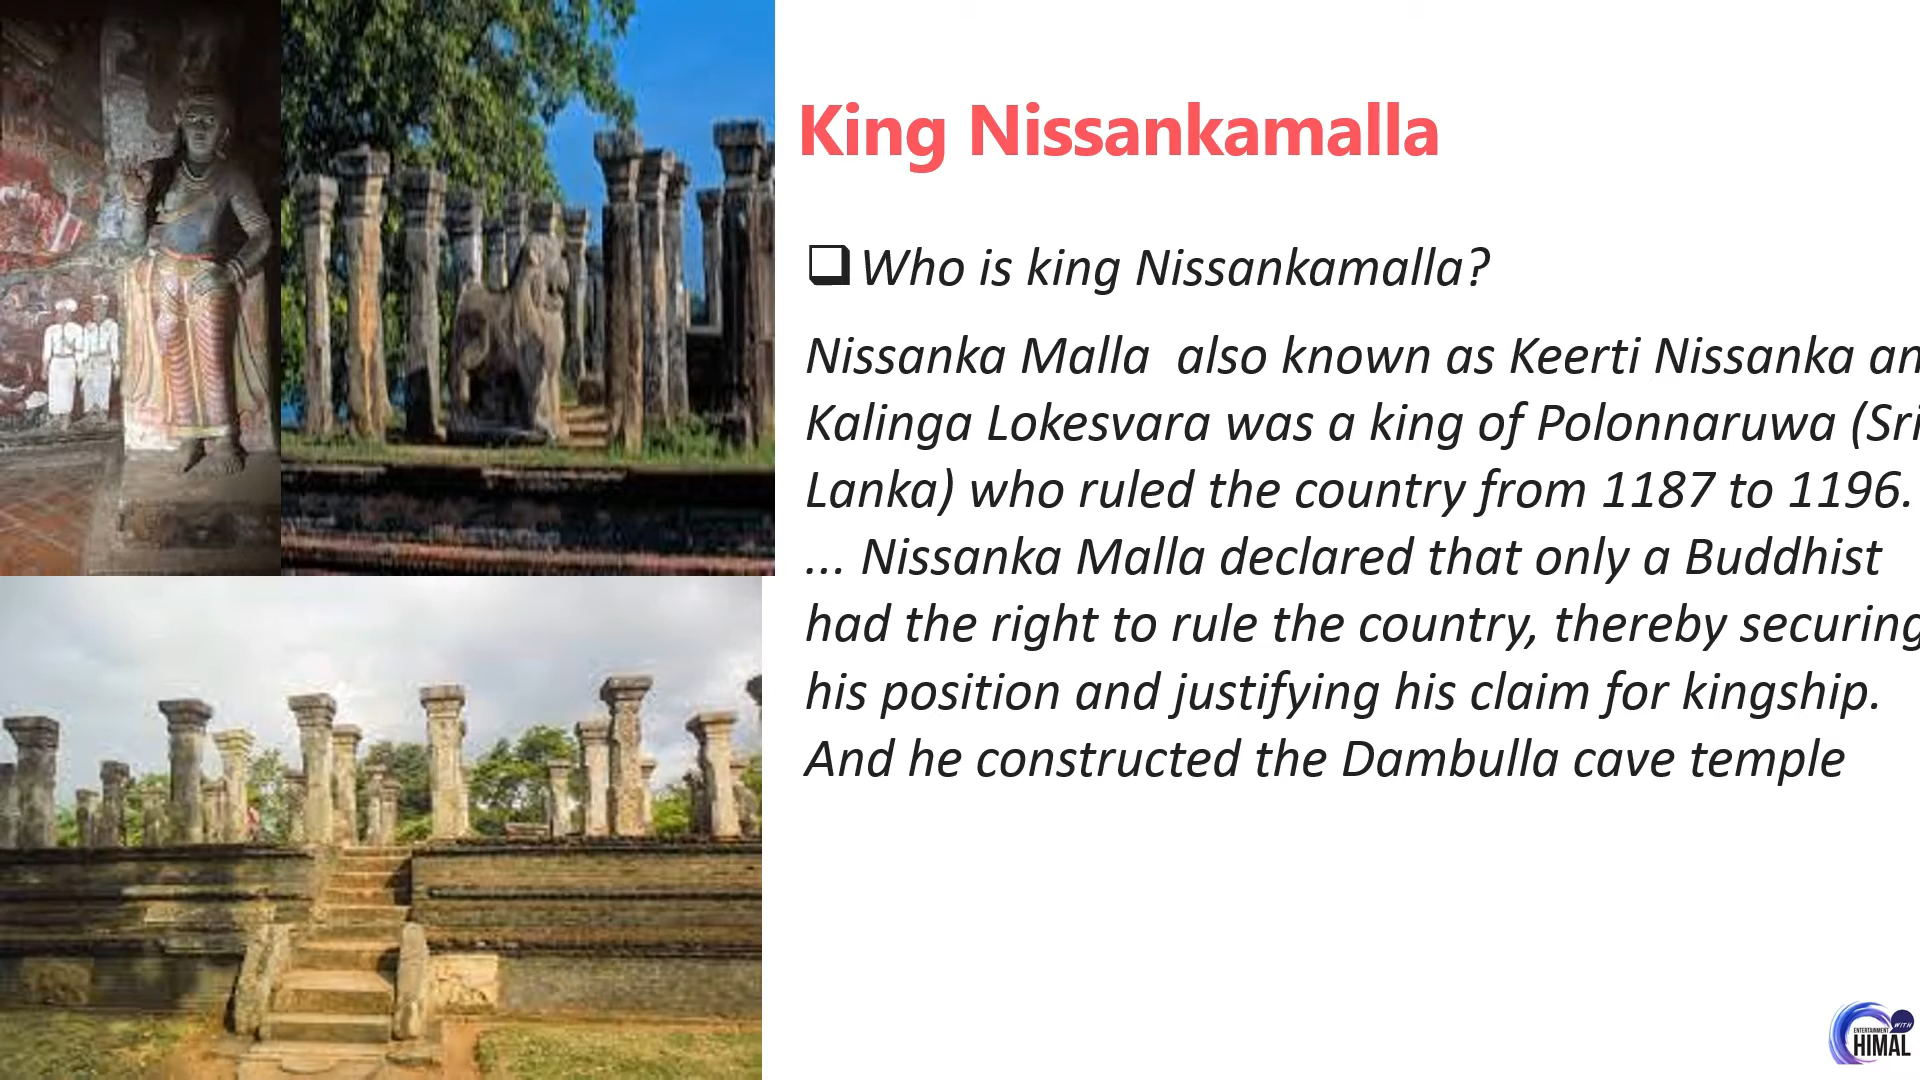 King Nissankamalla
Who is king Nissankamalla?
Nissanka Malla also known as Keerti Nissanka an
Kalinga Lokesvara was a king of Polonnaruwa (Sri
Lanka) who ruled the country from 1187 to 1196.
... Nissanka Malla declared that only a Buddhist
had the right to rule the country, thereby securing
his position and justifying his claim for kingship.
And he constructed the Dambulla cave temple
ENTERTAINMENT WITH
HIMAL